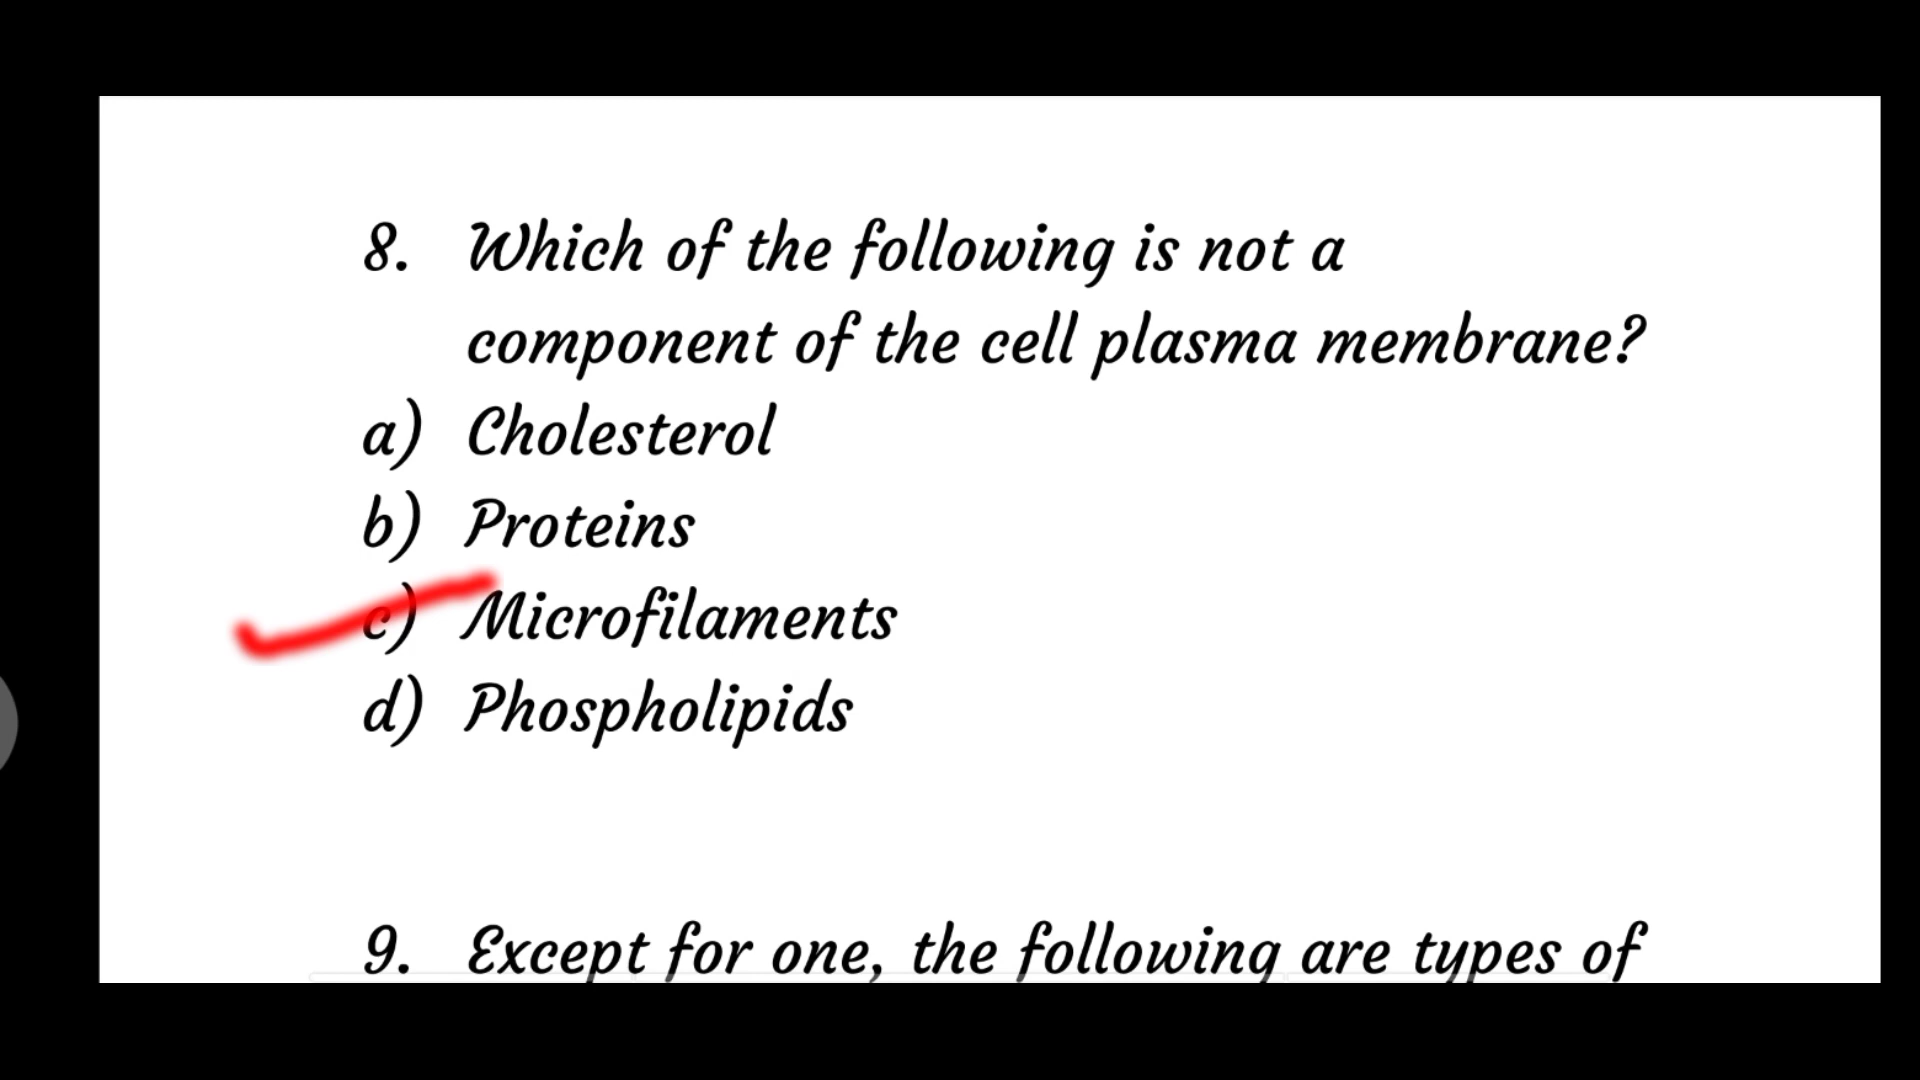 8. Which of the following is not a
component of the cell plasma membrane?
a) Cholesterol
b) Proteins
c) Microfilaments
d) Phospholipids
9. Except for one, the following are types of